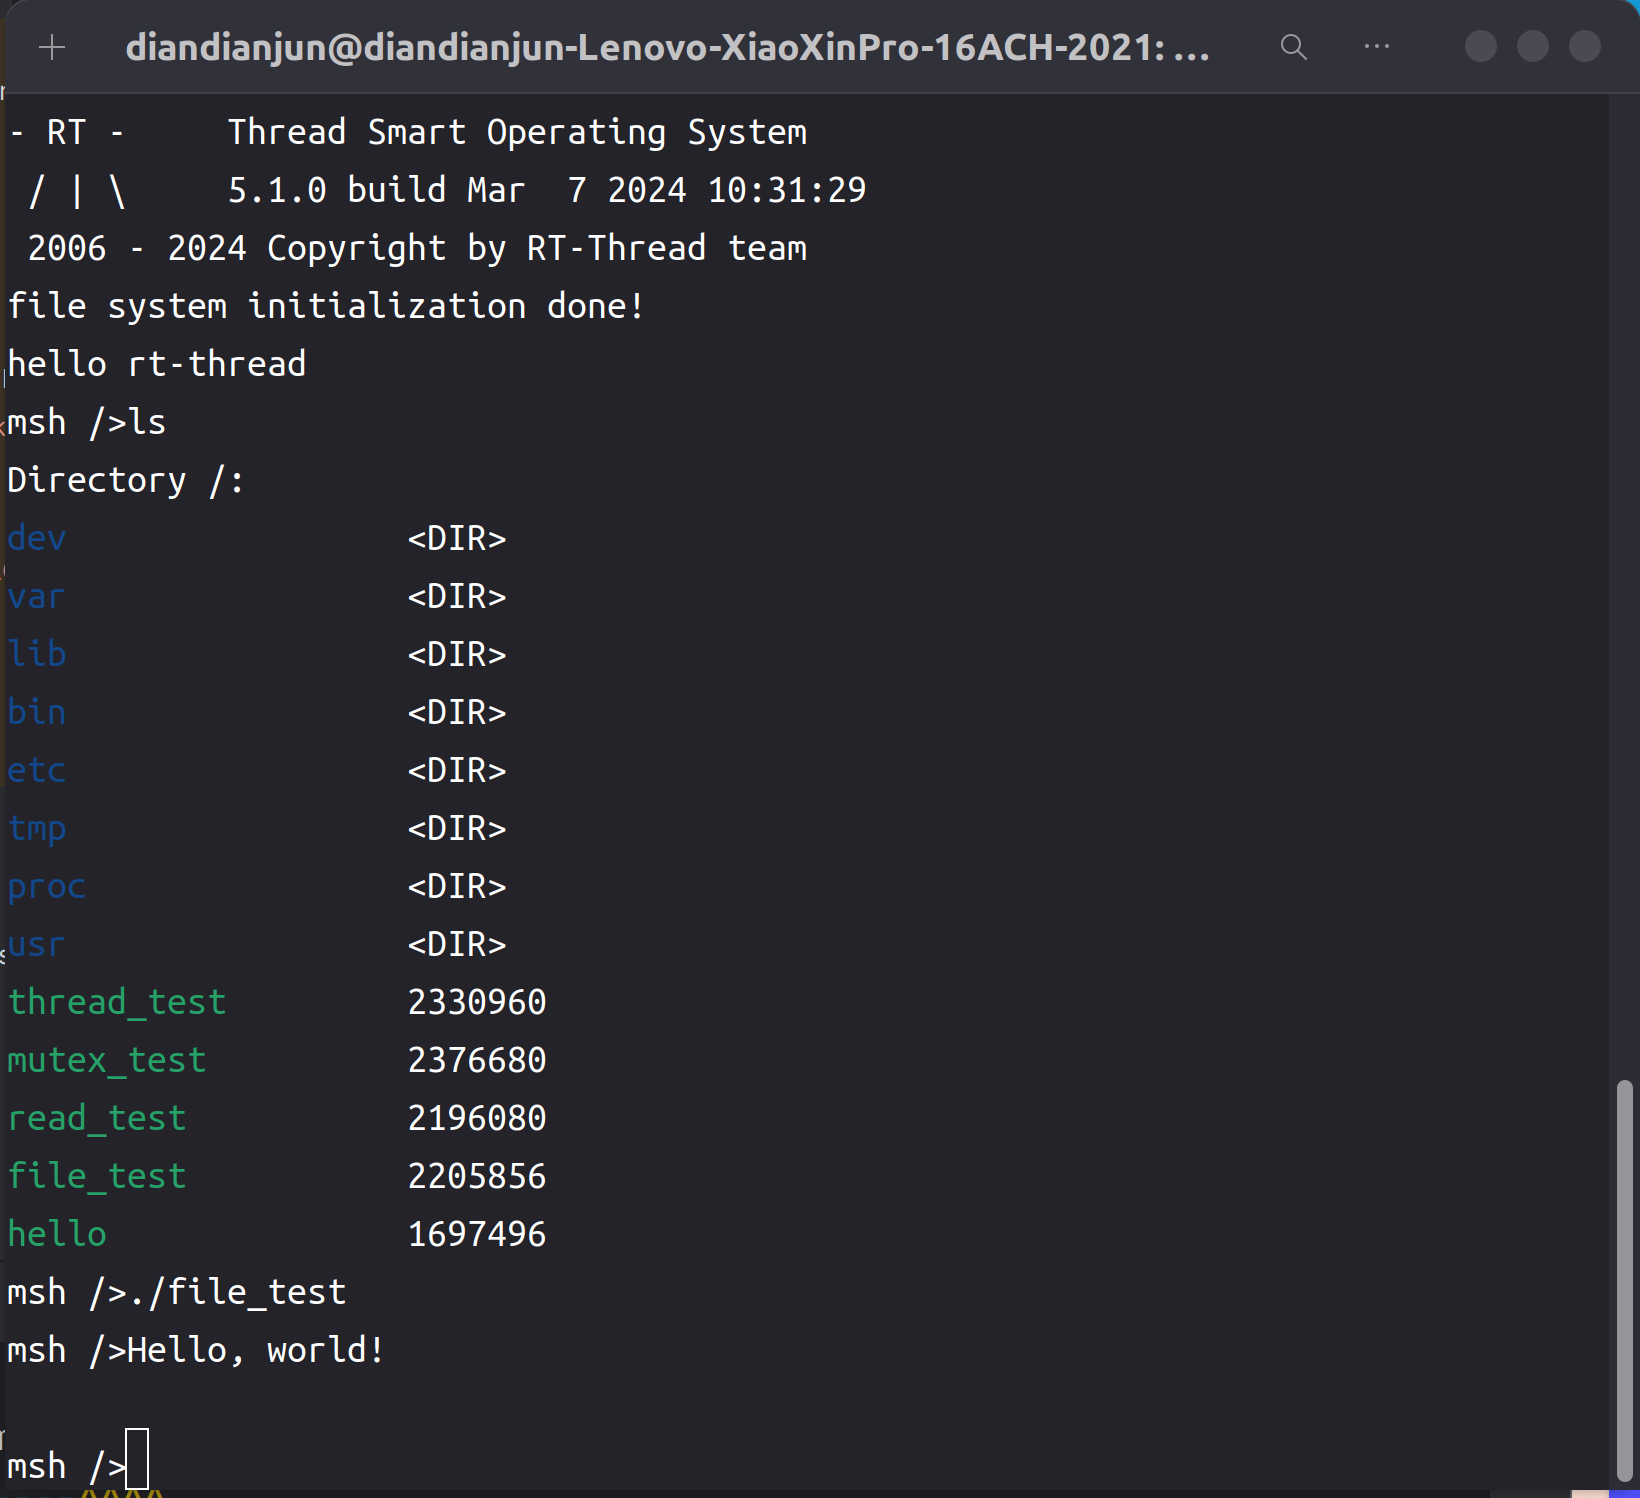 diandianjun@diandianjun-Lenovo-XiaoXinPro-16ACH-2021: ...
- RT -     Thread Smart Operating System
 / | \     5.1.0 build Mar  7 2024 10:31:29
 2006 - 2024 Copyright by RT-Thread team
file system initialization done!
hello rt-thread
msh />ls
Directory /:
dev                 <DIR>
var                 <DIR>
lib                 <DIR>
bin                 <DIR>
etc                 <DIR>
tmp                 <DIR>
proc                <DIR>
usr                 <DIR>
thread_test         2330960
mutex_test          2376680
read_test           2196080
file_test           2205856
hello               1697496
msh />./file_test
msh />Hello, world!
msh />